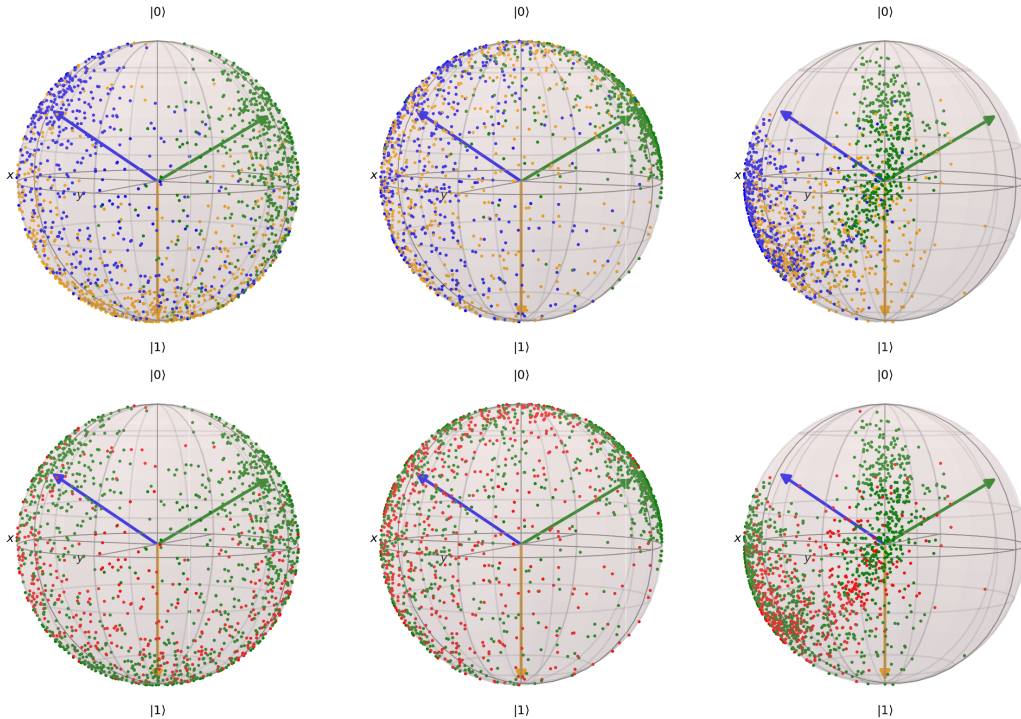 |0⟩ |0⟩ |0⟩
x y x y x y
|1⟩ |1⟩ |1⟩
|0⟩ |0⟩ |0⟩
x y x y x y
|1⟩ |1⟩ |1⟩